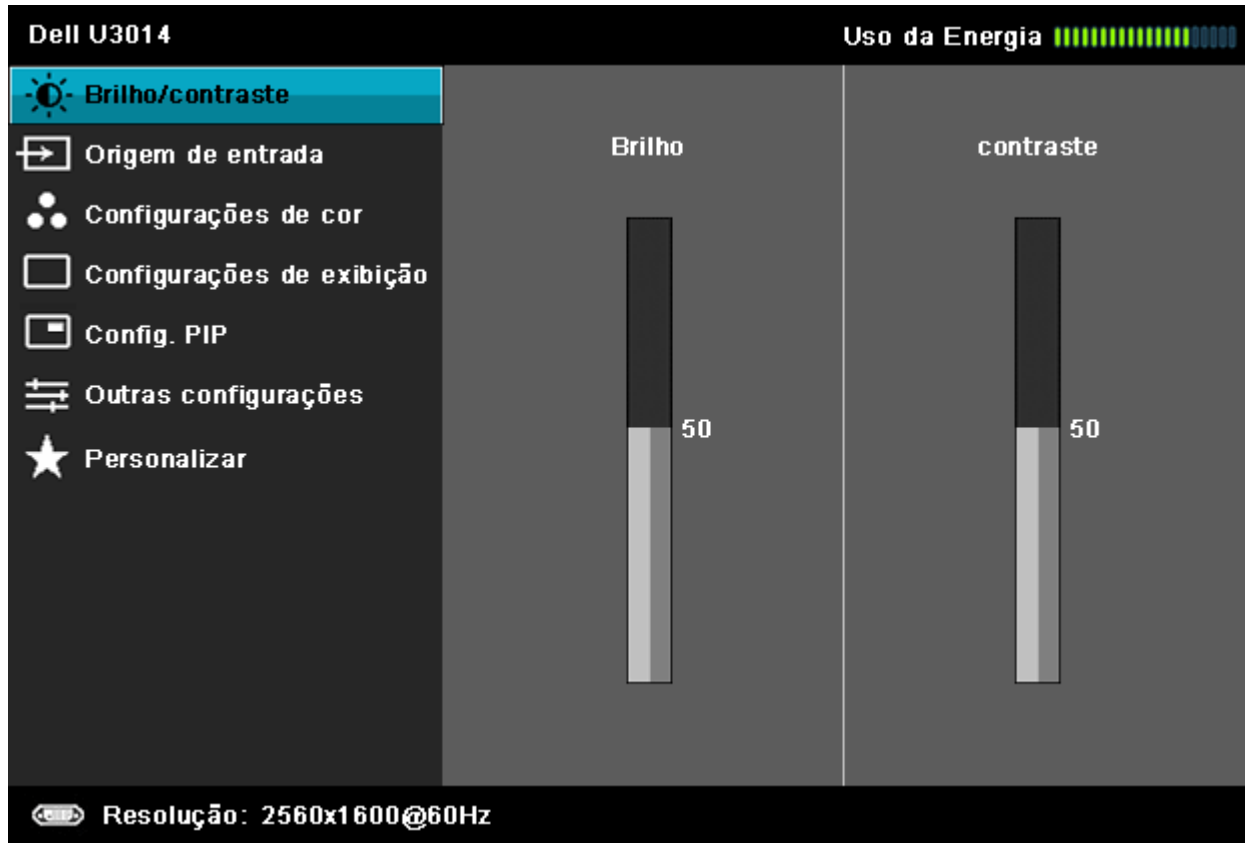 Dell U3014
Uso da Energia
Brilho/contraste
Origem de entrada
Configurações de cor
Configurações de exibição
Config. PIP
Outras configurações
Personalizar
Brilho
50
contraste
50
Resolução: 2560x1600@60Hz